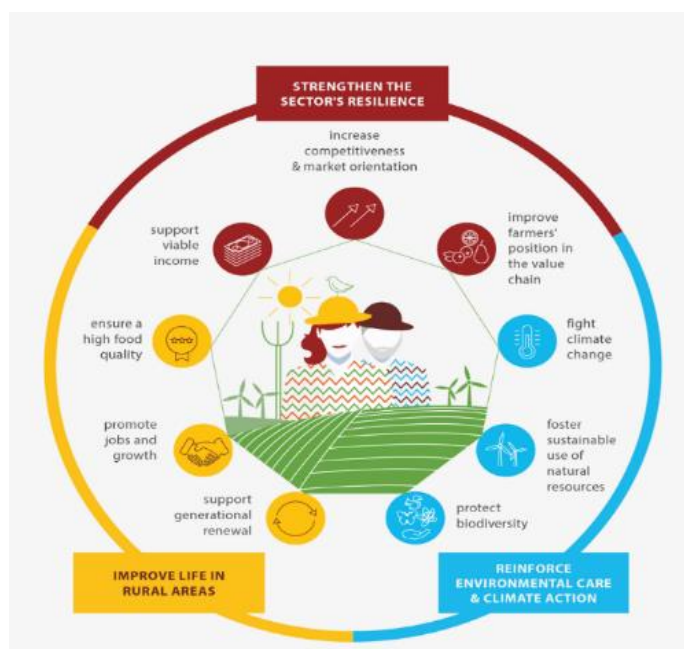 STRENGTHEN THE
SECTOR'S RESILIENCE
increase
competitiveness
& market orientation
support
viable
income
improve
farmers'
position in
the value
chain
ensure a
high food
quality
fight
climate
change
promote
jobs and
growth
foster
sustainable
use of
natural
resources
support
generational
renewal
protect
biodiversity
IMPROVE LIFE IN
RURAL AREAS
REINFORCE
ENVIRONMENTAL CARE
& CLIMATE ACTION